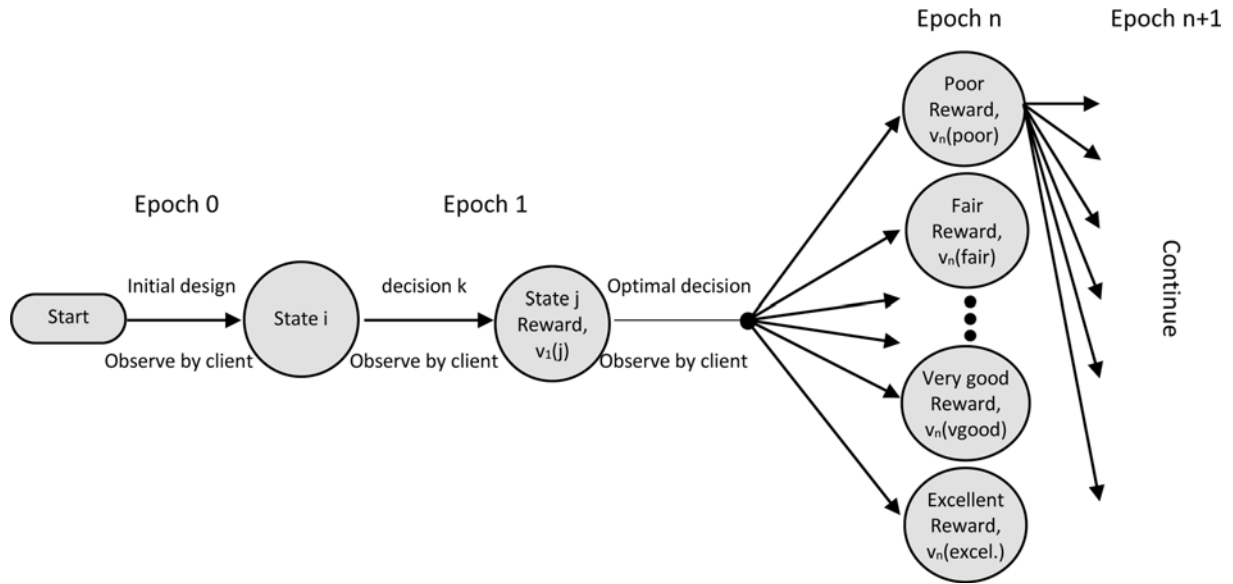 Epoch n
Epoch n+1
Poor
Reward,
vₙ(poor)
Epoch 0
Epoch 1
Fair
Reward,
vₙ(fair)
Continue
Initial design
decision k
Optimal decision
Start
State i
State j
Reward,
v₁(j)
Observe by client
Observe by client
Observe by client
Very good
Reward,
vₙ(vgood)
Excellent
Reward,
vₙ(excel.)